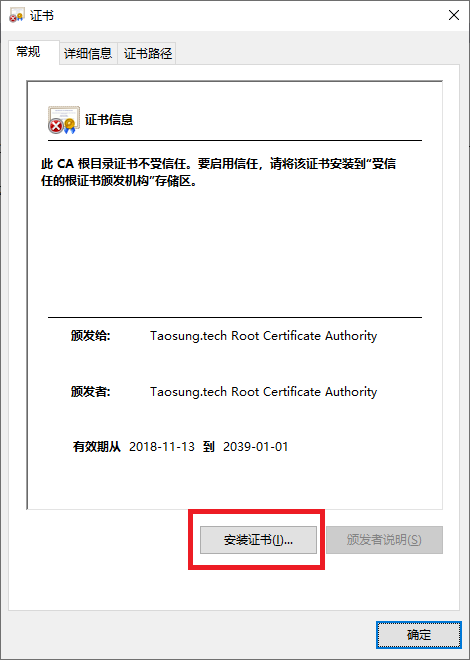 证书
常规 详细信息 证书路径
证书信息
此 CA 根目录证书不受信任。要启用信任，请将该证书安装到“受信
任的根证书颁发机构”存储区。
颁发给: Taosung.tech Root Certificate Authority
颁发者: Taosung.tech Root Certificate Authority
有效期从 2018-11-13 到 2039-01-01
安装证书(I)... 颁发者说明(S)
确定